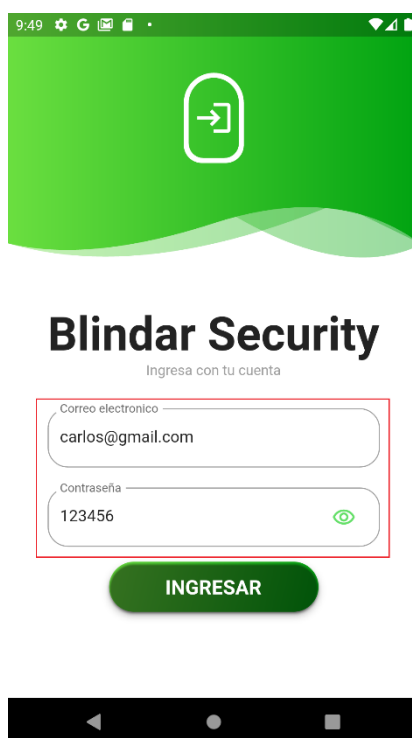 9:49
Blindar Security
Ingresa con tu cuenta
Correo electronico
carlos@gmail.com
Contraseña
123456
INGRESAR